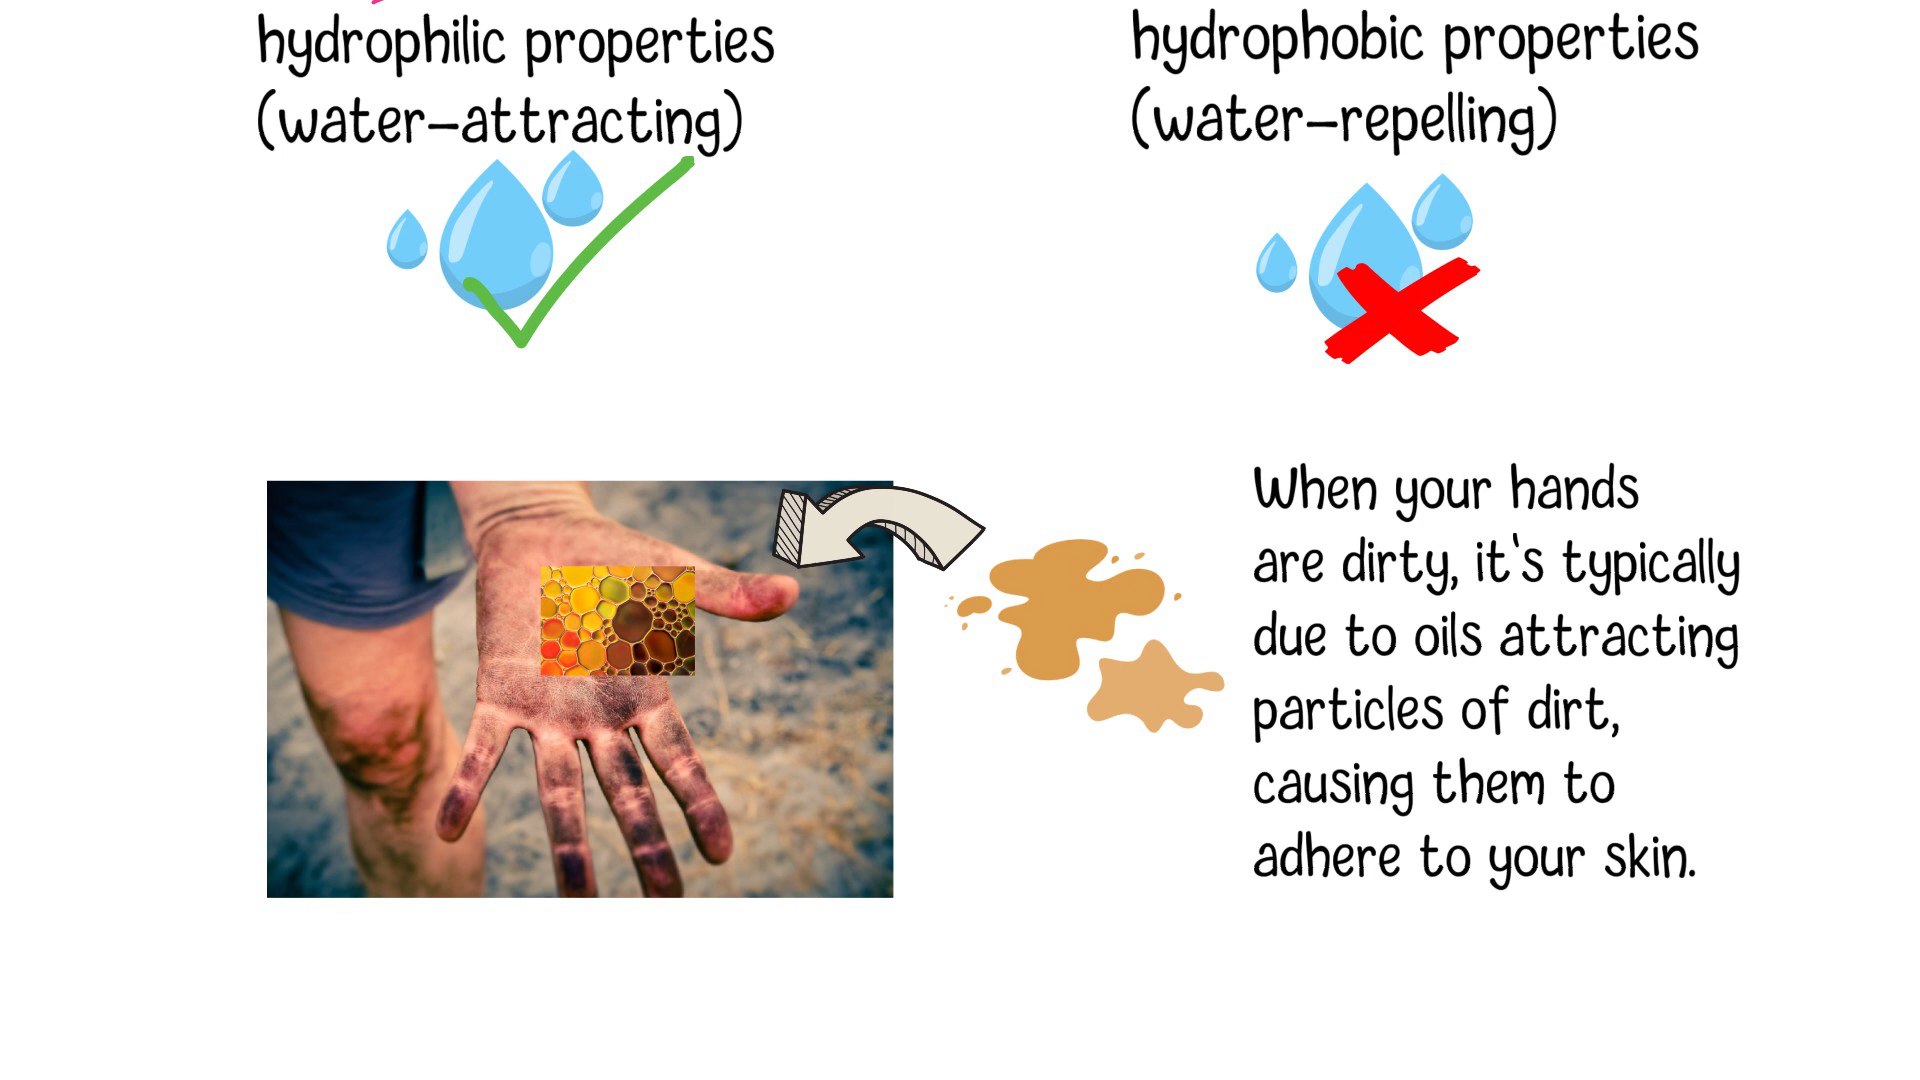 hydrophilic properties
(water-attracting)
hydrophobic properties
(water-repelling)
When your hands
are dirty, it's typically
due to oils attracting
particles of dirt,
causing them to
adhere to your skin.